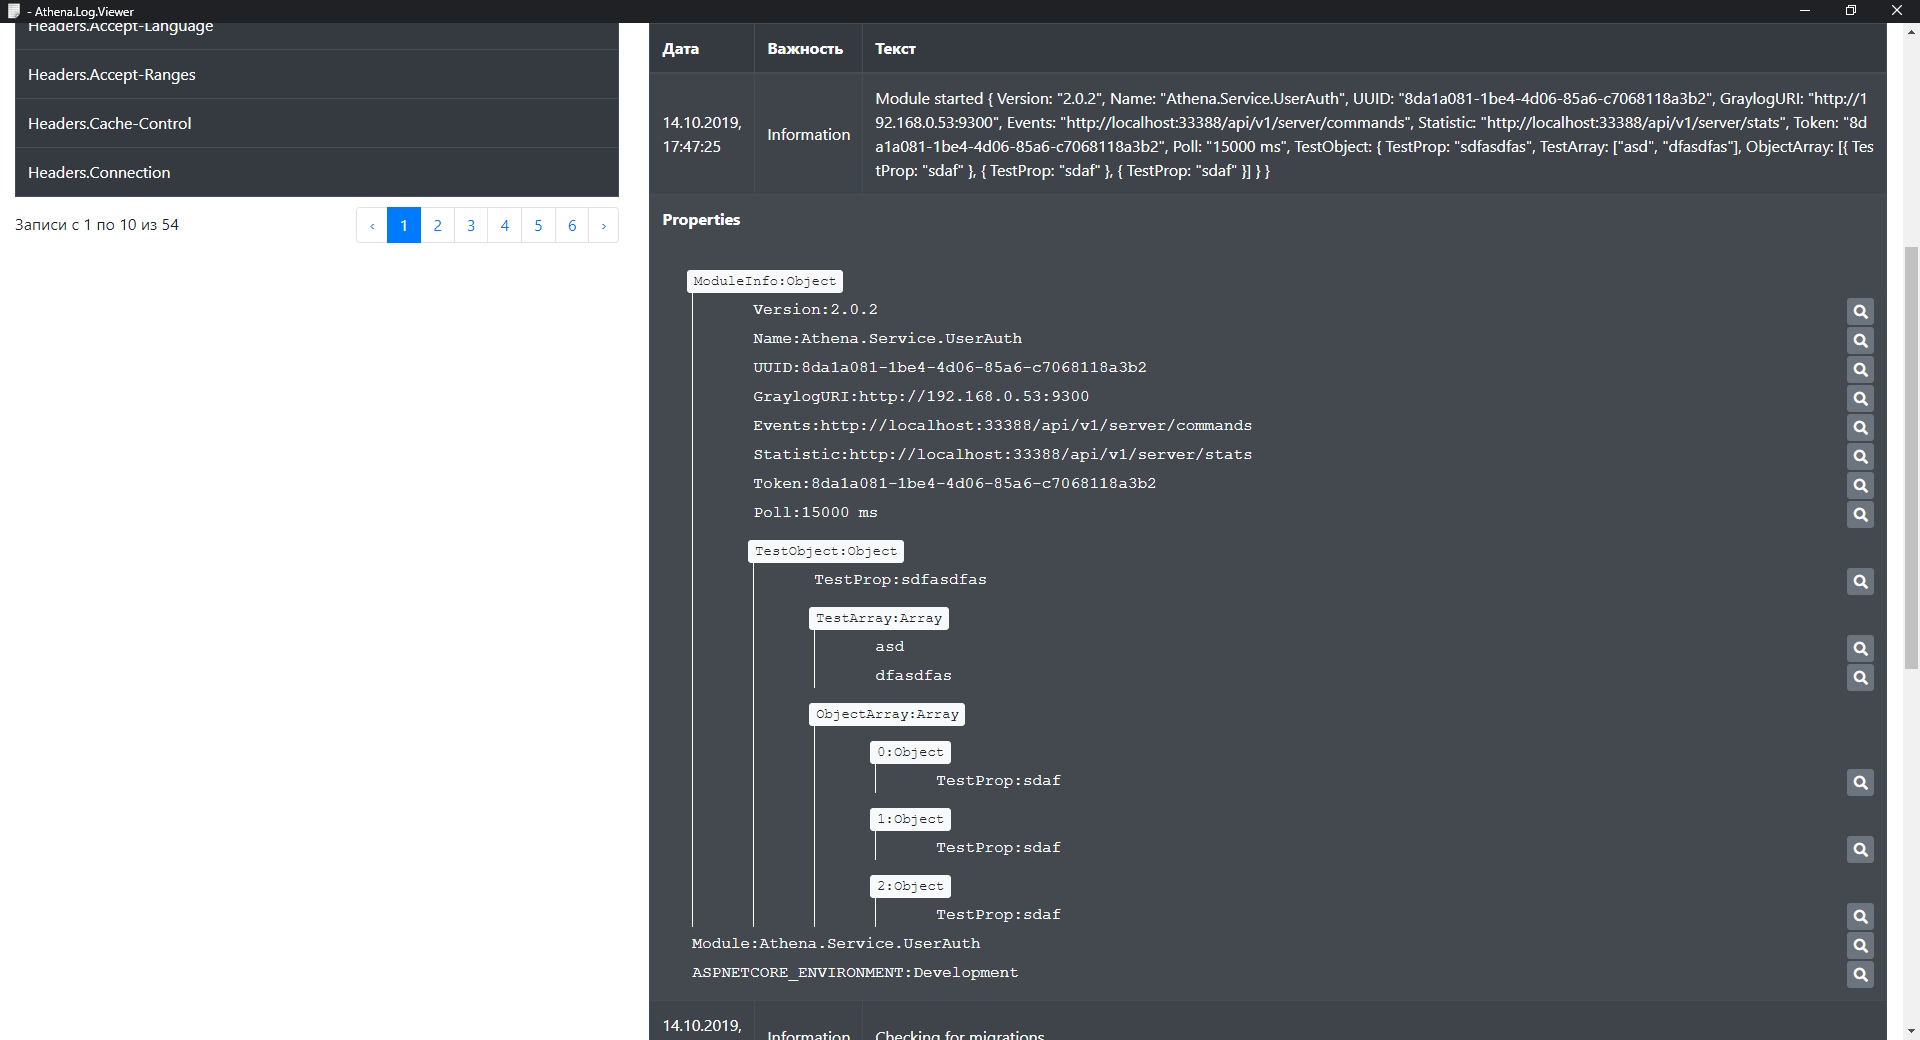 - Athena.Log.Viewer
Headers.Accept-Language
Headers.Accept-Ranges
Headers.Cache-Control
Headers.Connection
Записи с 1 по 10 из 54
‹ 1 2 3 4 5 6 ›
Дата Важность Текст
14.10.2019,
17:47:25
Information
Module started { Version: "2.0.2", Name: "Athena.Service.UserAuth", UUID: "8da1a081-1be4-4d06-85a6-c7068118a3b2", GraylogURI: "http://1
92.168.0.53:9300", Events: "http://localhost:33388/api/v1/server/commands", Statistic: "http://localhost:33388/api/v1/server/stats", Token: "8d
a1a081-1be4-4d06-85a6-c7068118a3b2", Poll: "15000 ms", TestObject: { TestProp: "sdfasdfas", TestArray: ["asd", "dfasdfas"], ObjectArray: [{ Tes
tProp: "sdaf" }, { TestProp: "sdaf" }, { TestProp: "sdaf" }] } }
Properties
ModuleInfo:Object
Version:2.0.2
Name:Athena.Service.UserAuth
UUID:8da1a081-1be4-4d06-85a6-c7068118a3b2
GraylogURI:http://192.168.0.53:9300
Events:http://localhost:33388/api/v1/server/commands
Statistic:http://localhost:33388/api/v1/server/stats
Token:8da1a081-1be4-4d06-85a6-c7068118a3b2
Poll:15000 ms
TestObject:Object
TestProp:sdfasdfas
TestArray:Array
asd
dfasdfas
ObjectArray:Array
0:Object
TestProp:sdaf
1:Object
TestProp:sdaf
2:Object
TestProp:sdaf
Module:Athena.Service.UserAuth
ASPNETCORE_ENVIRONMENT:Development
14.10.2019,
Information
Checking for migrations